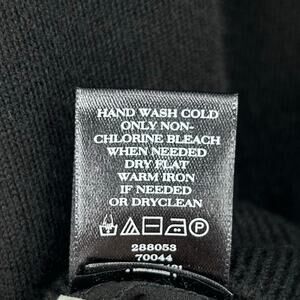 HAND WASH COLD
ONLY NON-
CHLORINE BLEACH
WHEN NEEDED
DRY FLAT
WARM IRON
IF NEEDED
OR DRYCLEAN
P
288053
70044